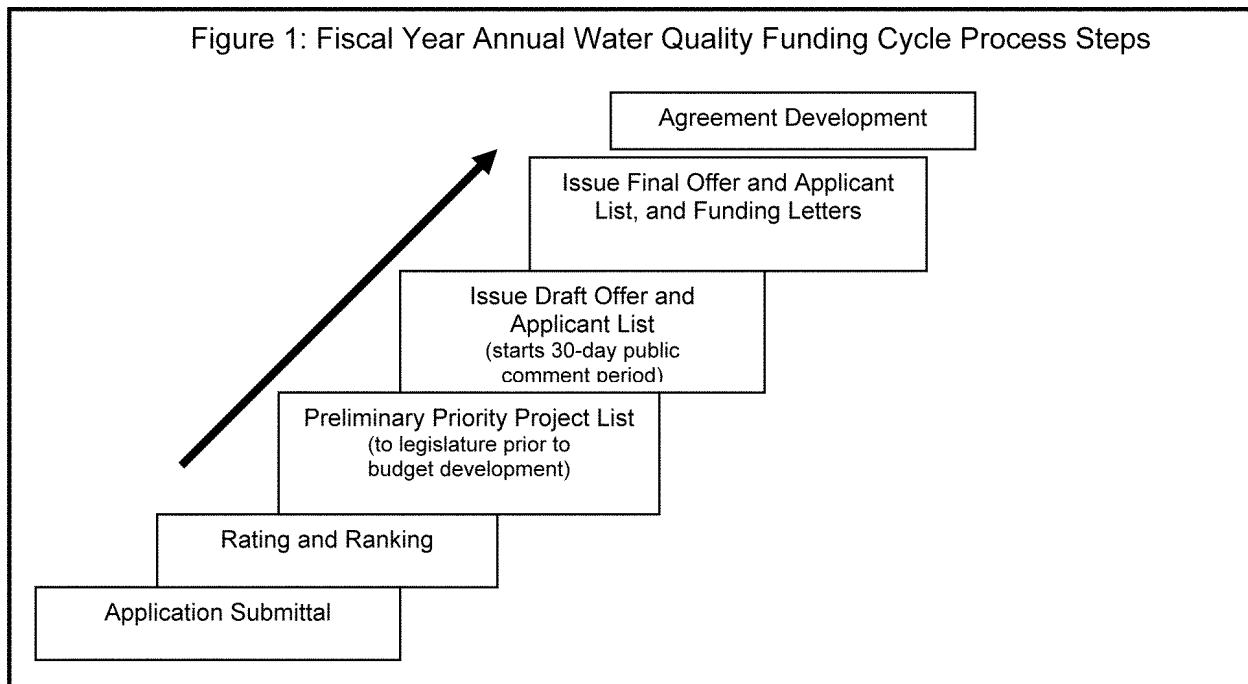 Figure 1: Fiscal Year Annual Water Quality Funding Cycle Process Steps
Agreement Development
Issue Final Offer and Applicant
List, and Funding Letters
Issue Draft Offer and
Applicant List
(starts 30-day public
comment period)
Preliminary Priority Project List
(to legislature prior to
budget development)
Rating and Ranking
Application Submittal